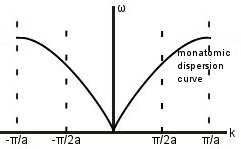 ω
monatomic
dispersion
curve
k
-π/a -π/2a π/2a π/a